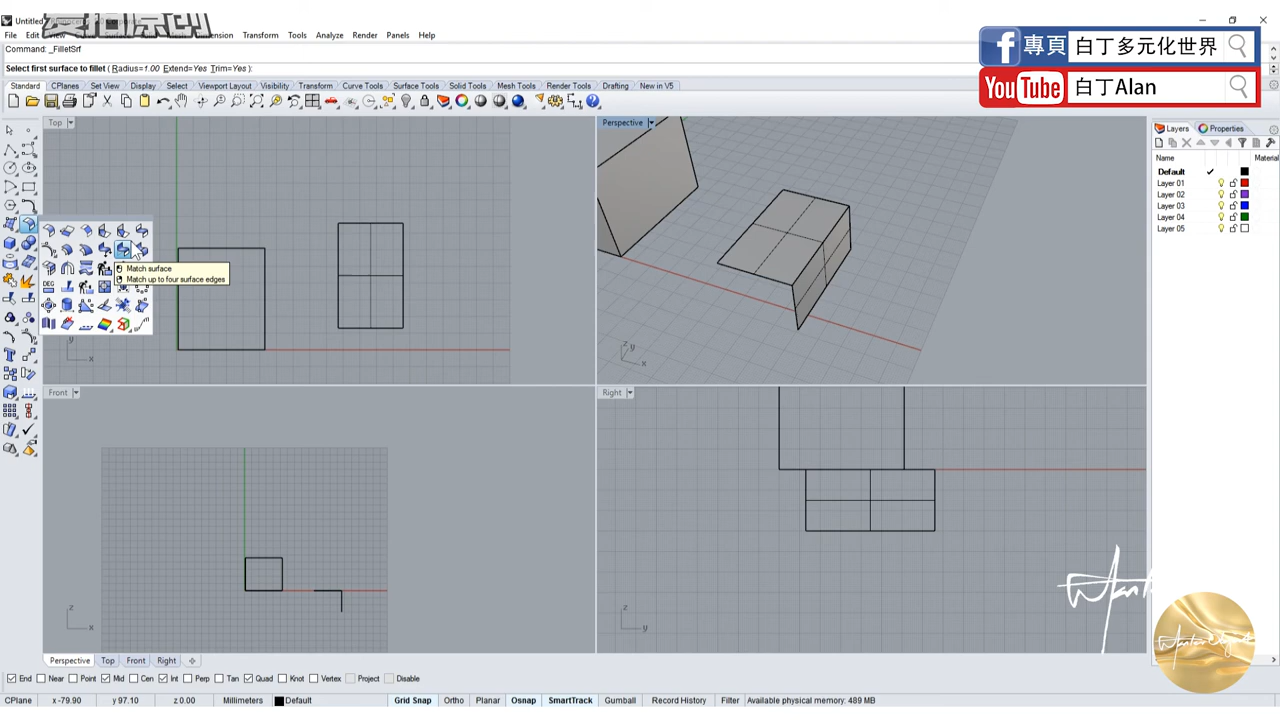 Untitled
愛拍原創
File Edit
Dimension Transform Tools Analyze Render Panels Help
Command: _FilletSrf
Select first surface to fillet ( Radius=1.00 Extend=Yes Trim=Yes ):
專頁 白丁多元化世界
YouTube 白丁Alan
Standard CPlanes Set View Display Select Viewport Layout Visibility Transform Curve Tools Surface Tools Solid Tools Mesh Tools Render Tools Drafting New in V5
Top
Perspective
Layers Properties
Name Material
Default
Layer 01
Layer 02
Layer 03
Layer 04
Layer 05
Match surface
Match up to four surface edges
DEG
y
x
z
y
x
Front
Right
z
x
z
y
Perspective Top Front Right
End Near Point Mid Cen Int Perp Tan Quad Knot Vertex Project Disable
CPlane x -79.90 y 97.10 z 0.00 Millimeters Default Grid Snap Ortho Planar Osnap SmartTrack Gumball Record History Filter Available physical memory: 489 MB